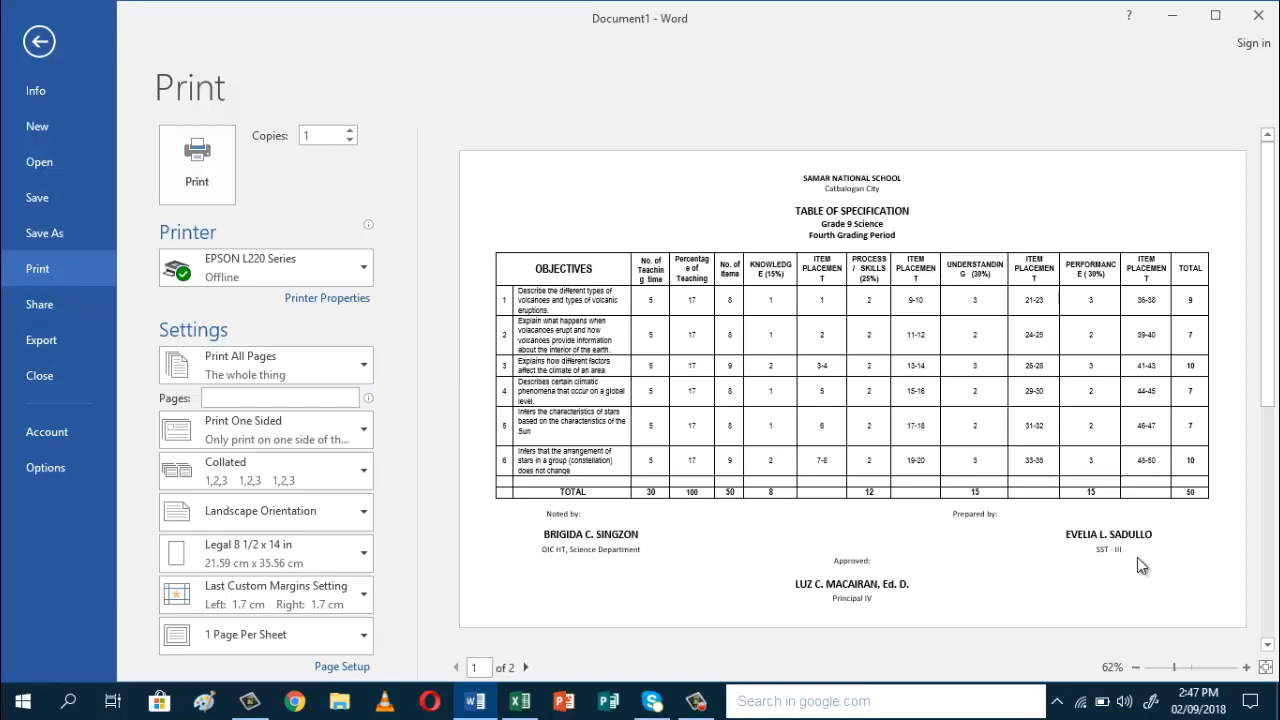 Document1 - Word
?
Sign in
Info
New
Open
Save
Save As
Print
Share
Export
Close
Account
Options
Print
Print
Copies: 1
Printer
EPSON L220 Series
Offline
Printer Properties
Settings
Print All Pages
The whole thing
Pages:
Print One Sided
Only print on one side of th...
Collated
1,2,3 1,2,3 1,2,3
Landscape Orientation
Legal 8 1/2 x 14 in
21.59 cm x 35.56 cm
Last Custom Margins Setting
Left: 1.7 cm Right: 1.7 cm
1 Page Per Sheet
Page Setup
SAMAR NATIONAL SCHOOL
Catbalogan City
TABLE OF SPECIFICATION
Grade 9 Science
Fourth Grading Period
OBJECTIVES
No. of
Teachin
g time
Percentag
e of
Teaching
No. of
Items
KNOWLEDG
E (15%)
ITEM
PLACEMEN
T
PROCESS
/ SKILLS
(25%)
ITEM
PLACEMEN
T
UNDERSTANDIN
G (30%)
ITEM
PLACEMEN
T
PERFORMANC
E ( 30%)
ITEM
PLACEMEN
T
TOTAL
1
Describe the different types of
volcanoes and types of volcanic
eruptions.
5 17 8 1 1 2 9-10 3 21-23 3 36-38 9
2
Explain what happens when
volacanoes erupt and how
volcanoes provide information
about the interior of the earth.
5 17 8 1 2 2 11-12 2 24-25 2 39-40 7
3
Explains how different factors
affect the climate of an area
5 17 9 2 3-4 2 13-14 3 26-28 3 41-43 10
4
Describes certain climatic
phenomena that occur on a global
level.
5 17 8 1 5 2 15-16 2 29-30 2 44-45 7
5
Infers the characteristics of stars
based on the characteristics of the
Sun
5 17 8 1 6 2 17-18 2 31-32 2 46-47 7
6
Infers that the arrangement of
stars in a group (constellation)
does not change
5 17 9 2 7-8 2 19-20 3 33-35 3 48-50 10
TOTAL 30 100 50 8 12 15 15 50
Noted by: Prepared by:
BRIGIDA C. SINGZON EVELIA L. SADULLO
OIC HT, Science Department SST - III
Approved:
LUZ C. MACAIRAN, Ed. D.
Principal IV
1 of 2
62%
Search in google.com
2:47 PM
02/09/2018